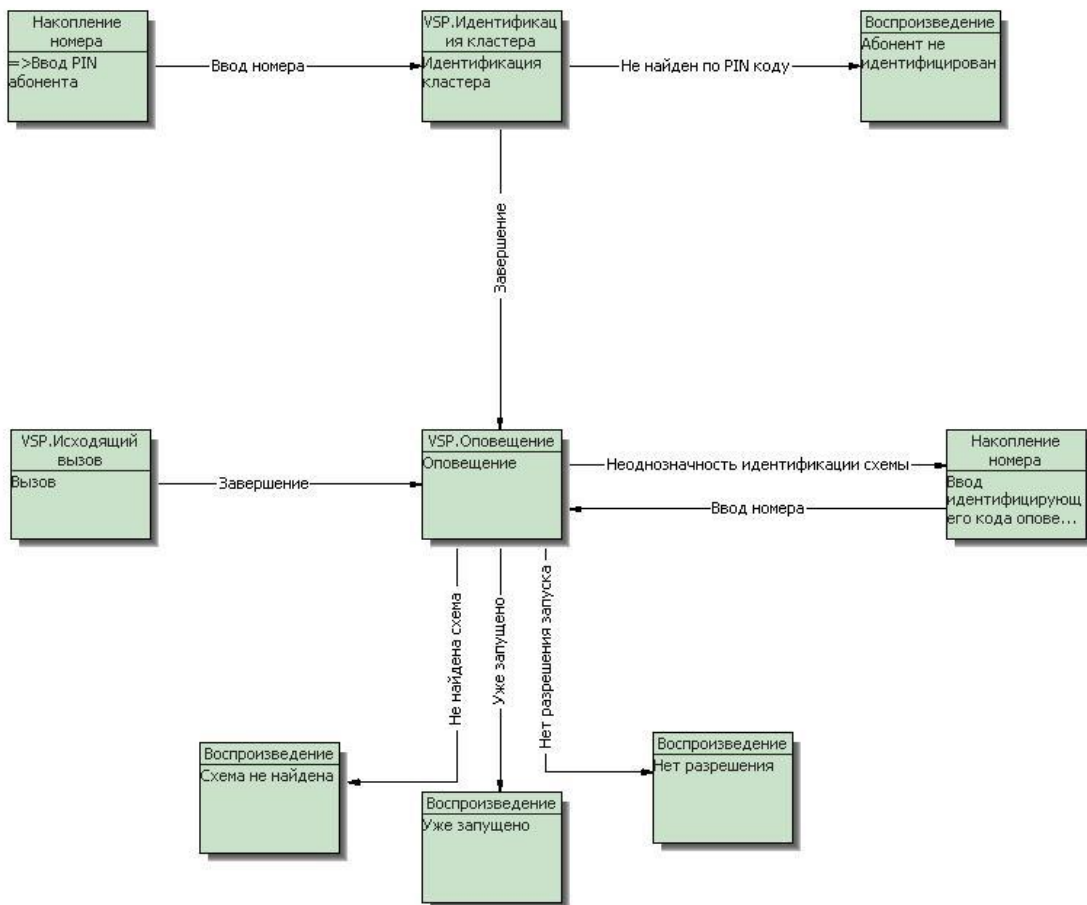 Накопление
номера
=>Ввод PIN
абонента
Ввод номера
VSP.Идентификац
ия кластера
Идентификация
кластера
Не найден по PIN коду
Воспроизведение
Абонент не
идентифицирован
Завершение
VSP.Исходящий
вызов
Вызов
Завершение
VSP.Оповещение
Оповещение
Неоднозначность идентификации схемы
Ввод номера
Накопление
номера
Ввод
идентифицирующ
его кода опове...
Не найдена схема
Уже запущено
Нет разрешения запуска
Воспроизведение
Схема не найдена
Воспроизведение
Уже запущено
Воспроизведение
Нет разрешения